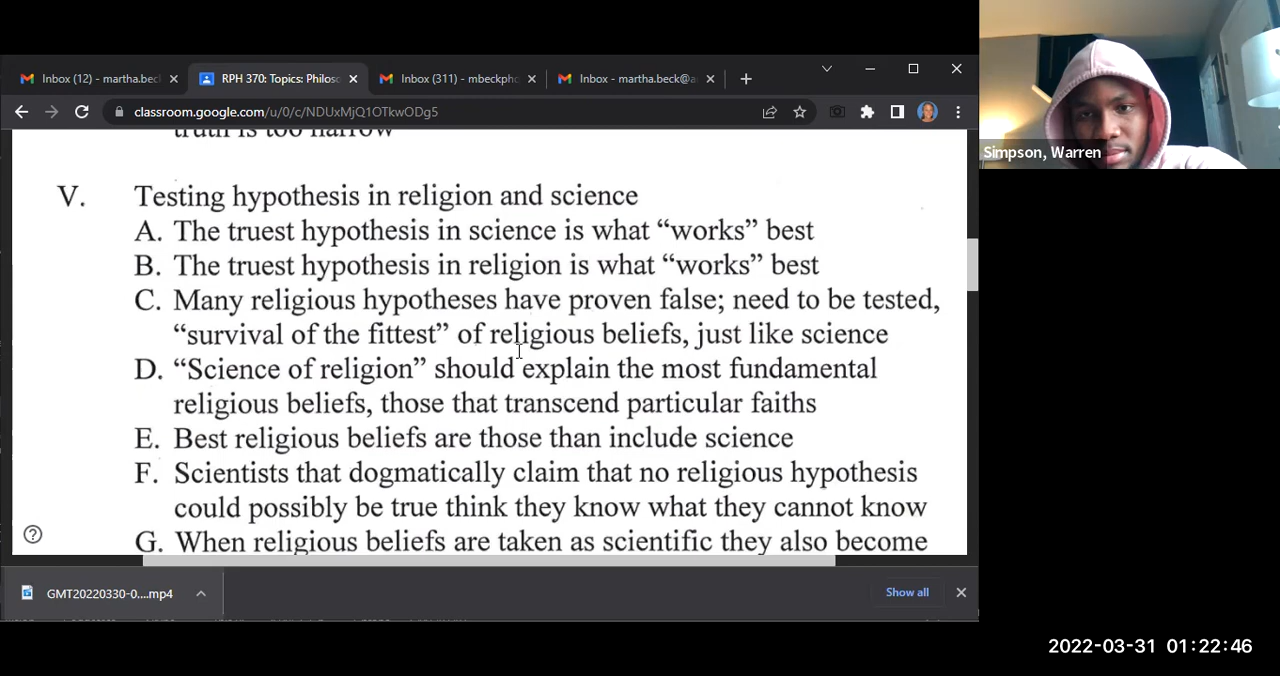 Inbox (12) - martha.bec
RPH 370: Topics: Philoso
Inbox (311) - mbeckpho
Inbox - martha.beck@a
classroom.google.com/u/0/c/NDUxMjQ1OTkwODg5
truth is too narrow
V. Testing hypothesis in religion and science
A. The truest hypothesis in science is what “works” best
B. The truest hypothesis in religion is what “works” best
C. Many religious hypotheses have proven false; need to be tested,
“survival of the fittest” of religious beliefs, just like science
D. “Science of religion” should explain the most fundamental
religious beliefs, those that transcend particular faiths
E. Best religious beliefs are those than include science
F. Scientists that dogmatically claim that no religious hypothesis
could possibly be true think they know what they cannot know
G. When religious beliefs are taken as scientific they also become
GMT20220330-0....mp4
Show all
Simpson, Warren
2022-03-31 01:22:46